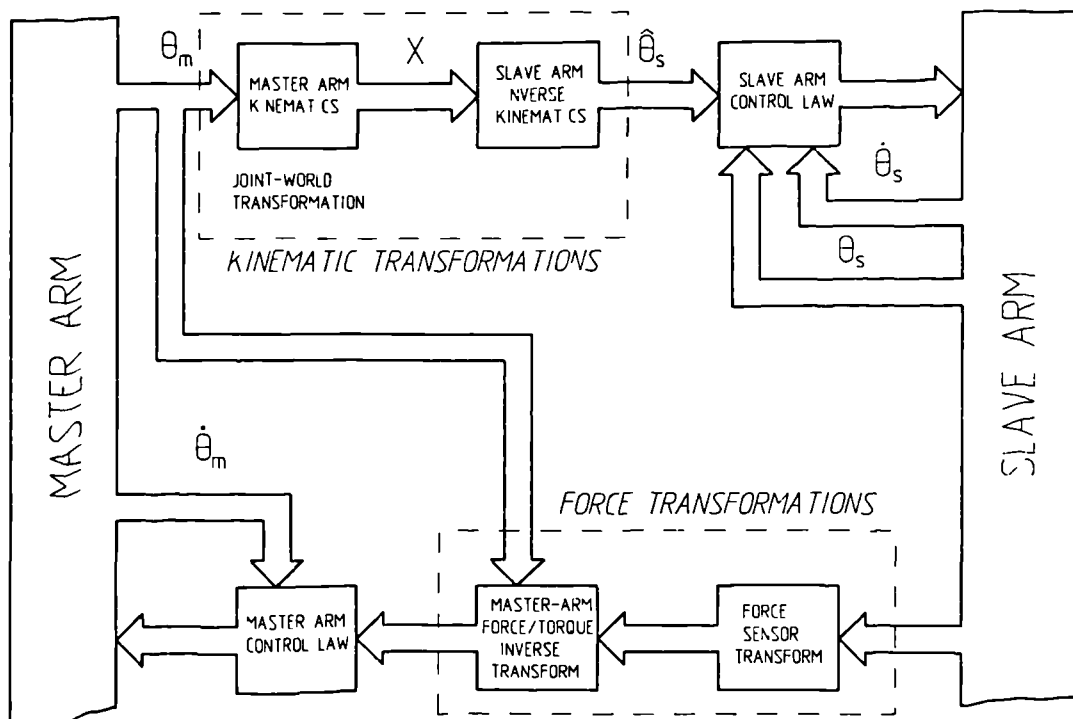 θm
X
θ̂s
MASTER ARM
K NEMAT CS
SLAVE ARM
NVERSE
KINEMAT CS
SLAVE ARM
CONTROL LAW
JOINT-WORLD
TRANSFORMATION
θ̇s
θs
KINEMATIC TRANSFORMATIONS
MASTER ARM
SLAVE ARM
θ̇m
FORCE TRANSFORMATIONS
MASTER ARM
CONTROL LAW
MASTER-ARM
FORCE/TORQUE
INVERSE
TRANSFORM
FORCE
SENSOR
TRANSFORM